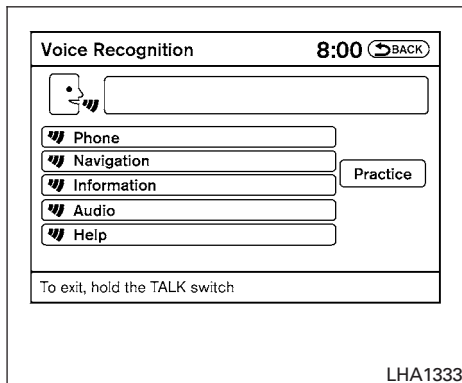 Voice Recognition 8:00 BACK
Phone
Navigation
Information
Practice
Audio
Help
To exit, hold the TALK switch
LHA1333